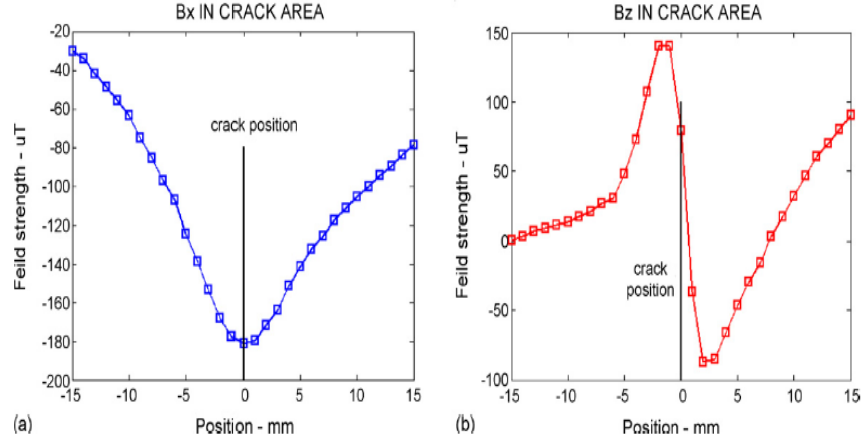 Bx IN CRACK AREA
-20
-40
-60
-80
-100
-120
-140
-160
-180
-200
Feild strength - uT
crack position
-15
-10
-5
0
5
10
15
(a)
Position - mm
Bz IN CRACK AREA
150
100
50
0
-50
-100
Feild strength - uT
crack
position
-15
-10
-5
0
5
10
15
(b)
Position - mm